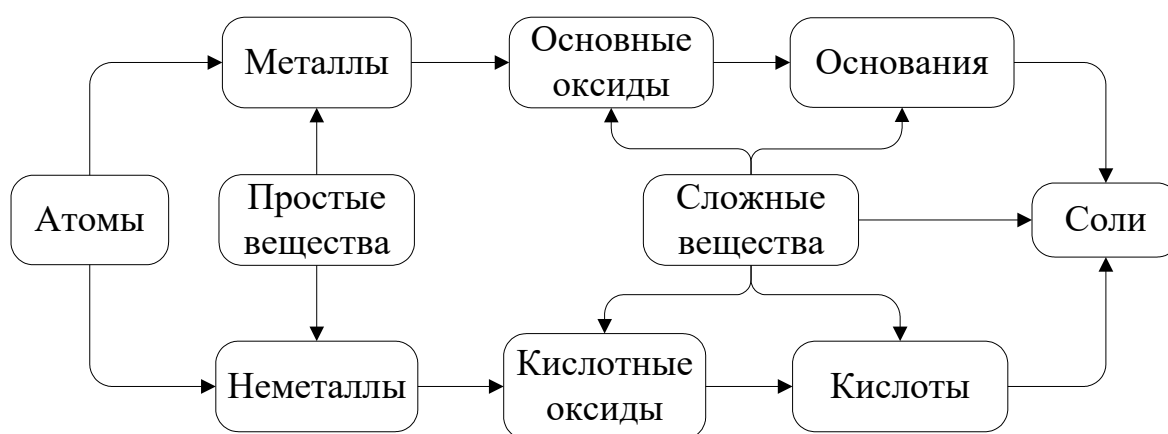 Металлы
Основные
оксиды
Основания
Атомы
Простые
вещества
Сложные
вещества
Соли
Неметаллы
Кислотные
оксиды
Кислоты